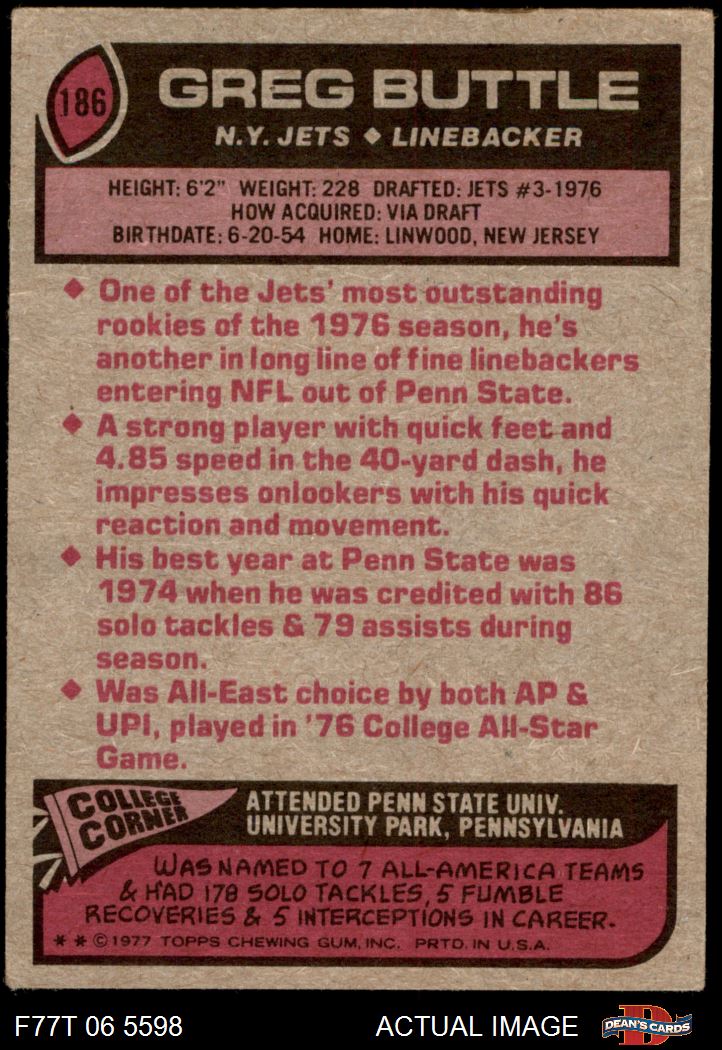 186
GREG BUTTLE
N.Y. JETS ♦ LINEBACKER
HEIGHT: 6'2" WEIGHT: 228 DRAFTED: JETS #3-1976
HOW ACQUIRED: VIA DRAFT
BIRTHDATE: 6-20-54 HOME: LINWOOD, NEW JERSEY
♦ One of the Jets' most outstanding
rookies of the 1976 season, he's
another in long line of fine linebackers
entering NFL out of Penn State.
♦ A strong player with quick feet and
4.85 speed in the 40-yard dash, he
impresses onlookers with his quick
reaction and movement.
♦ His best year at Penn State was
1974 when he was credited with 86
solo tackles & 79 assists during
season.
♦ Was All-East choice by both AP &
UPI, played in '76 College All-Star
Game.
COLLEGE
CORNER
ATTENDED PENN STATE UNIV.
UNIVERSITY PARK, PENNSYLVANIA
WAS NAMED TO 7 ALL-AMERICA TEAMS
& HAD 178 SOLO TACKLES, 5 FUMBLE
RECOVERIES & 5 INTERCEPTIONS IN CAREER.
* * © 1977 TOPPS CHEWING GUM, INC. PRTD. IN U.S.A.
F77T 06 5598
ACTUAL IMAGE
D
DEAN'S CARDS